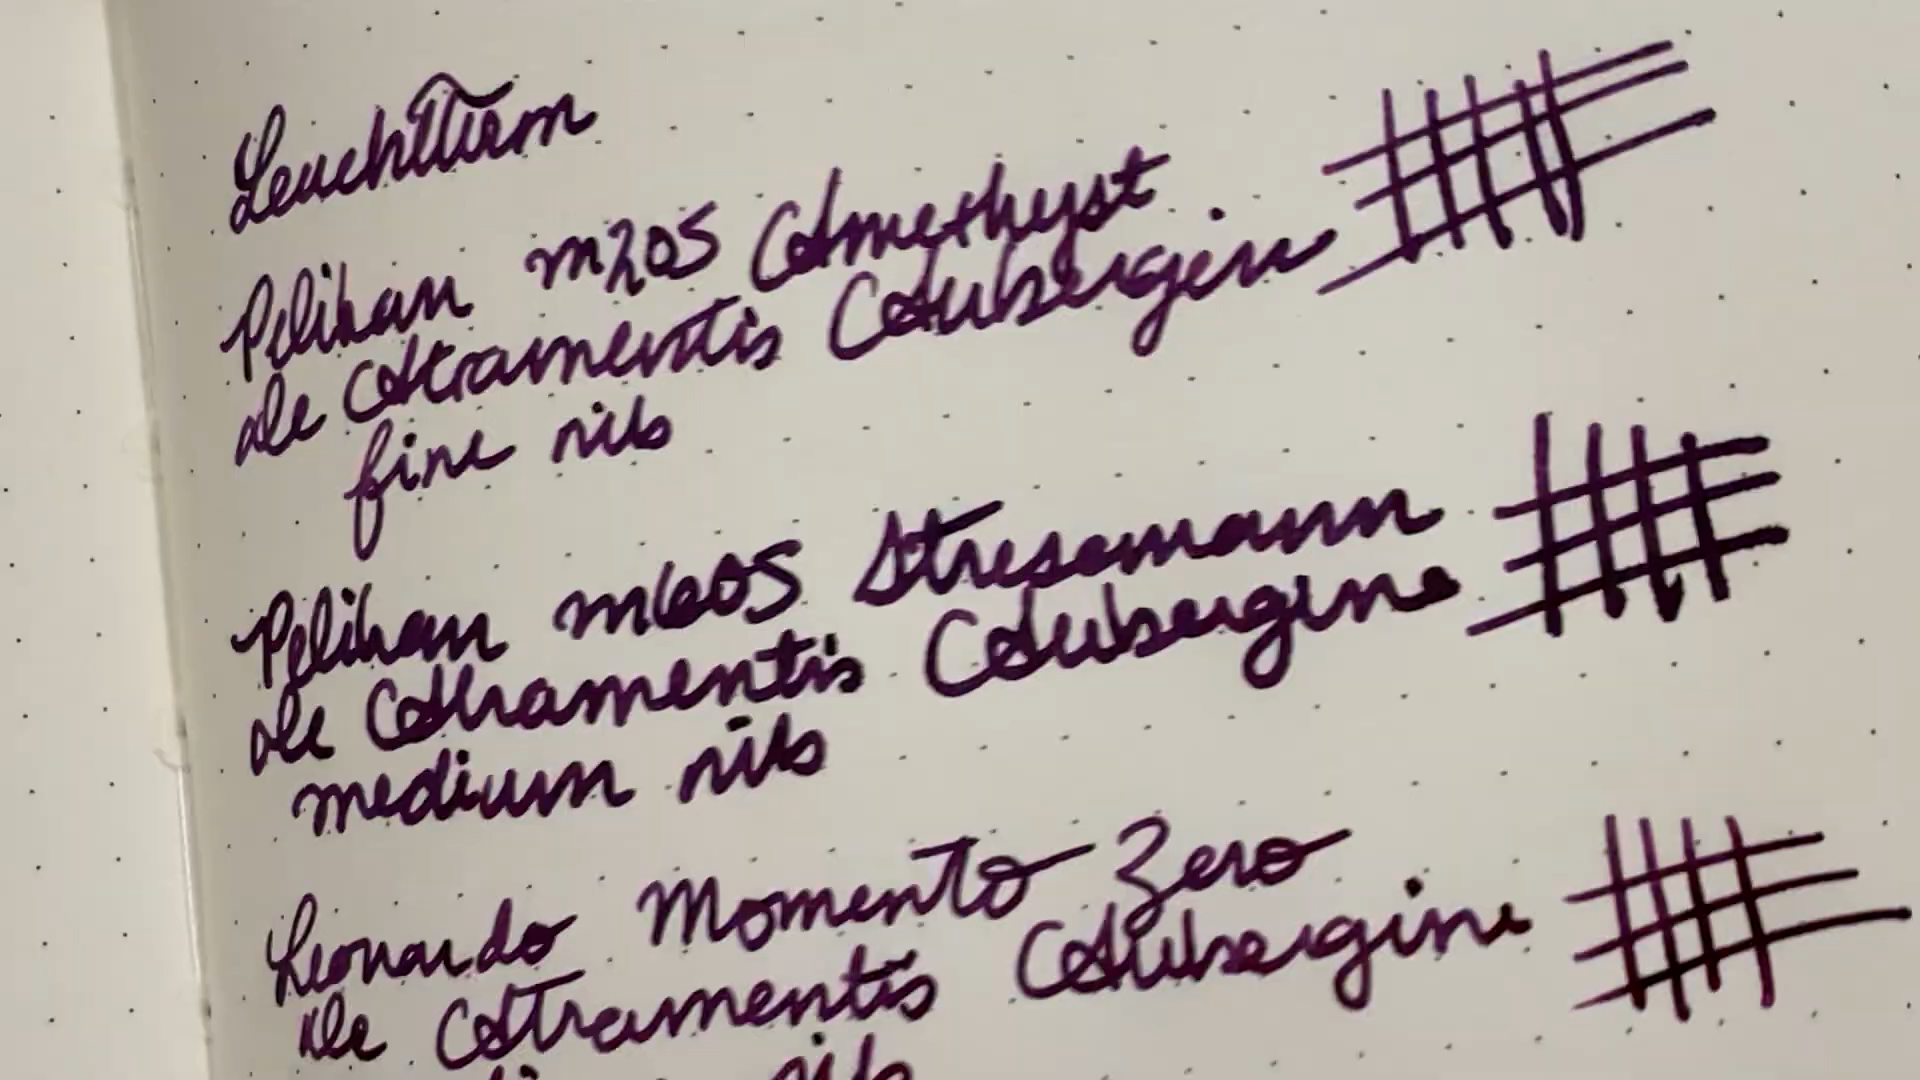 Leuchtturm
Pelikan m205 Amethyst
de Atramentis Aubergine
fine nib
Pelikan m605 Stresemann
de Atramentis Aubergine
medium nib
Leonardo Momento Zero
de Atramentis Aubergine
nib